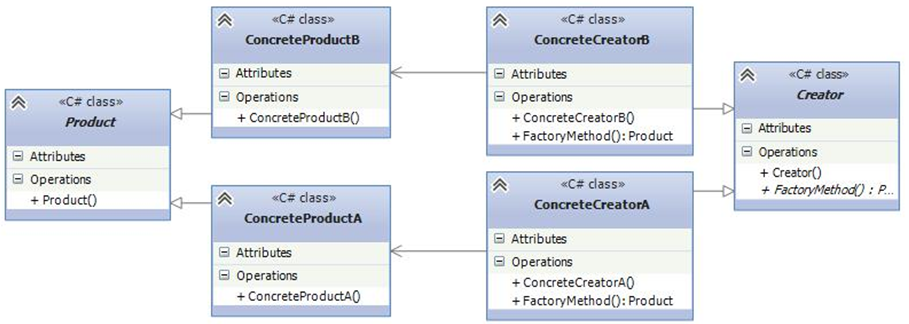 «C# class»
Product
Attributes
Operations
+ Product()
«C# class»
ConcreteProductB
Attributes
Operations
+ ConcreteProductB()
«C# class»
ConcreteProductA
Attributes
Operations
+ ConcreteProductA()
«C# class»
ConcreteCreatorB
Attributes
Operations
+ ConcreteCreatorB()
+ FactoryMethod(): Product
«C# class»
ConcreteCreatorA
Attributes
Operations
+ ConcreteCreatorA()
+ FactoryMethod(): Product
«C# class»
Creator
Attributes
Operations
+ Creator()
+ FactoryMethod() : P...